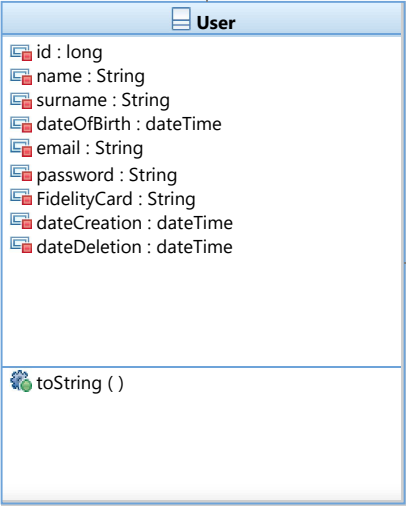 User
id : long
name : String
surname : String
dateOfBirth : dateTime
email : String
password : String
FidelityCard : String
dateCreation : dateTime
dateDeletion : dateTime
toString ( )